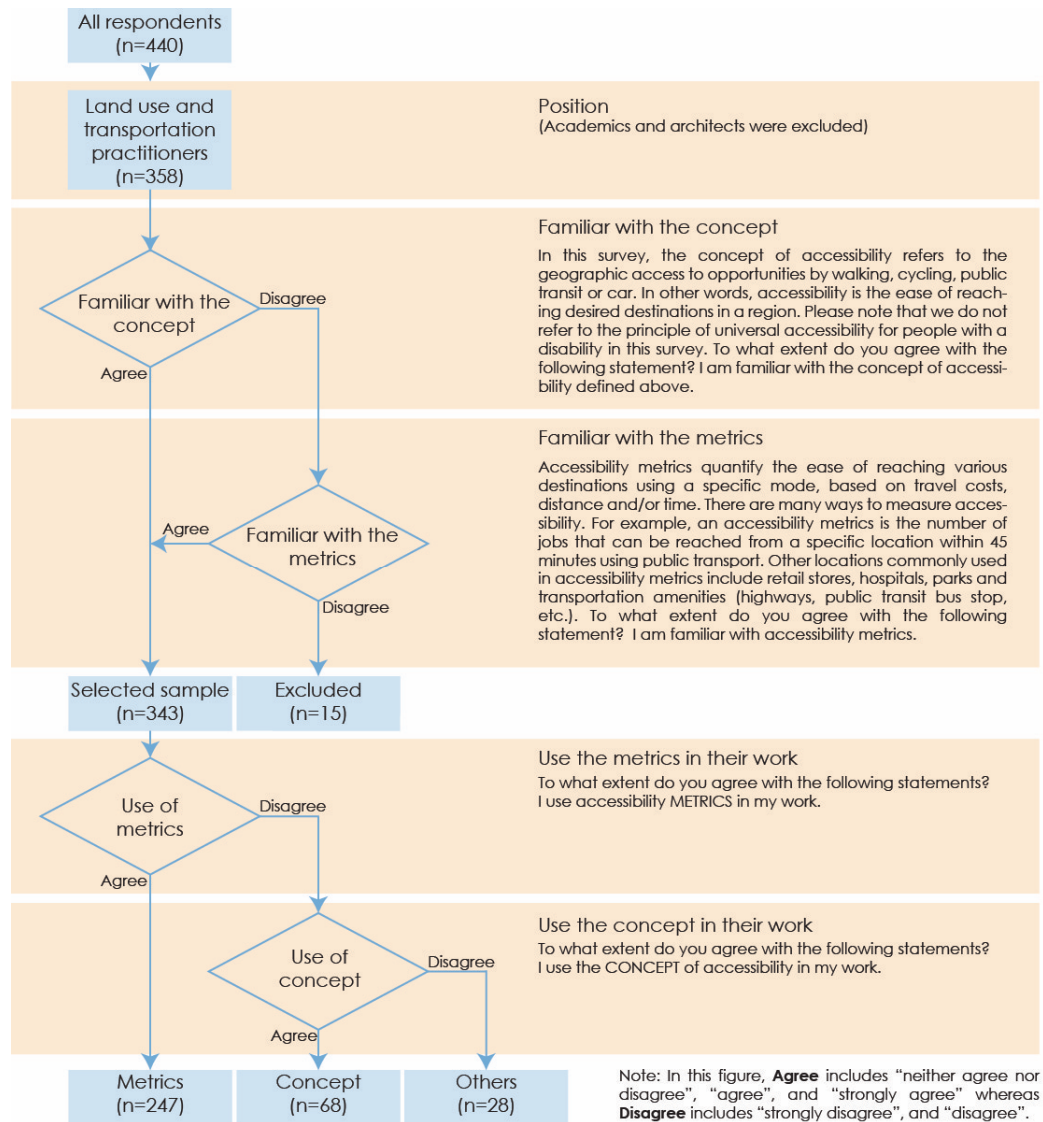 All respondents
(n=440)
Land use and
transportation
practitioners
(n=358)
Position
(Academics and architects were excluded)
Familiar with the concept
In this survey, the concept of accessibility refers to the
geographic access to opportunities by walking, cycling, public
transit or car. In other words, accessibility is the ease of reach-
ing desired destinations in a region. Please note that we do not
refer to the principle of universal accessibility for people with a
disability in this survey. To what extent do you agree with the
following statement? I am familiar with the concept of accessi-
bility defined above.
Familiar with the
concept
Disagree
Agree
Familiar with the metrics
Accessibility metrics quantify the ease of reaching various
destinations using a specific mode, based on travel costs,
distance and/or time. There are many ways to measure acces-
sibility. For example, an accessibility metrics is the number of
jobs that can be reached from a specific location within 45
minutes using public transport. Other locations commonly used
in accessibility metrics include retail stores, hospitals, parks and
transportation amenities (highways, public transit bus stop,
etc.). To what extent do you agree with the following
statement? I am familiar with accessibility metrics.
Agree
Familiar with the
metrics
Disagree
Selected sample
(n=343)
Excluded
(n=15)
Use the metrics in their work
To what extent do you agree with the following statements?
I use accessibility METRICS in my work.
Use of
metrics
Disagree
Agree
Use the concept in their work
To what extent do you agree with the following statements?
I use the CONCEPT of accessibility in my work.
Use of
concept
Disagree
Agree
Metrics
(n=247)
Concept
(n=68)
Others
(n=28)
Note: In this figure, Agree includes “neither agree nor
disagree”, “agree”, and “strongly agree” whereas
Disagree includes “strongly disagree”, and “disagree”.